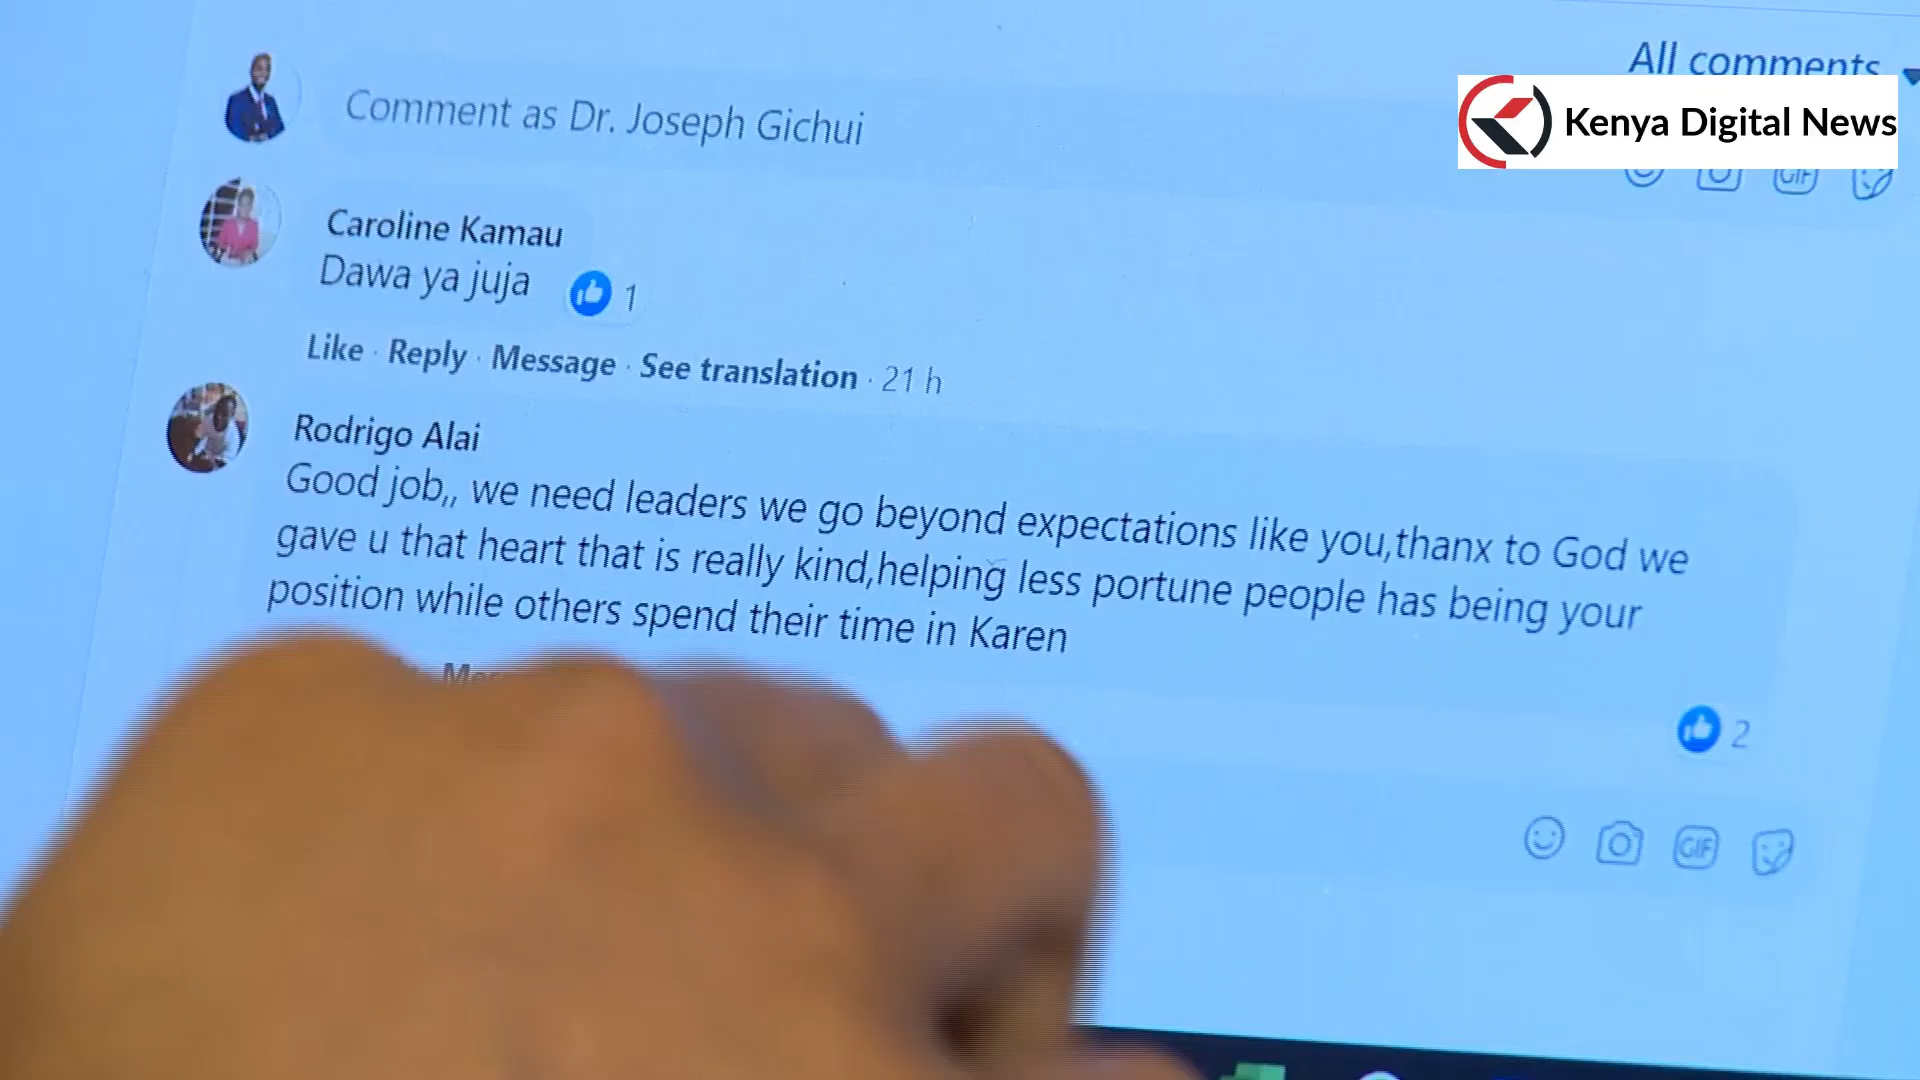 All comments
Kenya Digital News
Comment as Dr. Joseph Gichui
GIF
Caroline Kamau
Dawa ya juja
1
Like · Reply · Message · See translation · 21 h
Rodrigo Alai
Good job,, we need leaders we go beyond expectations like you,thanx to God we
gave u that heart that is really kind,helping less portune people has being your
position while others spend their time in Karen
2
GIF